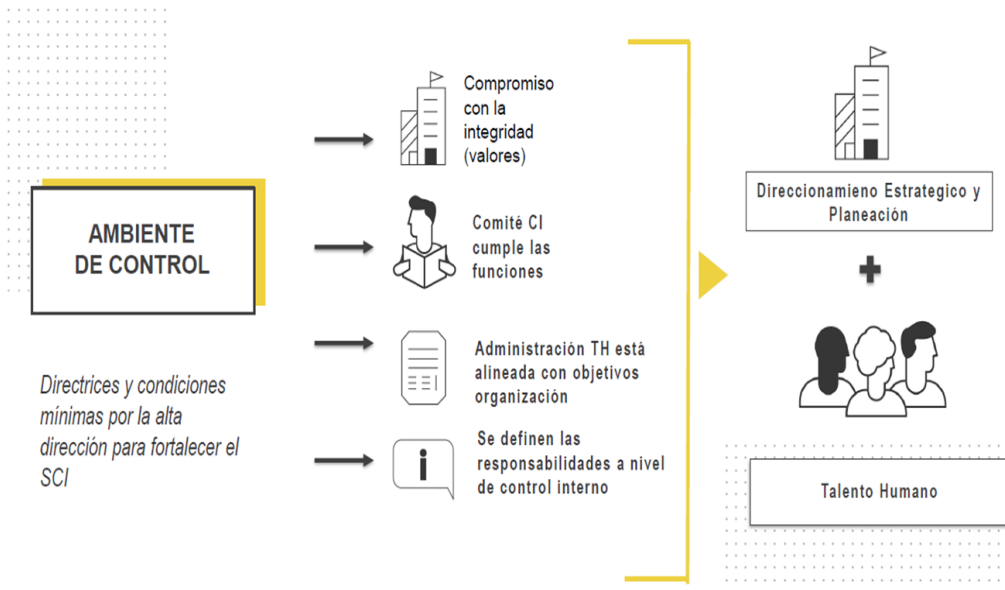 AMBIENTE
DE CONTROL
Directrices y condiciones
mínimas por la alta
dirección para fortalecer el
SCI
Compromiso
con la
integridad
(valores)
Comité CI
cumple las
funciones
Administración TH está
alineada con objetivos
organización
i
Se definen las
responsabilidades a nivel
de control interno
Direccionamieno Estrategico y
Planeación
Talento Humano